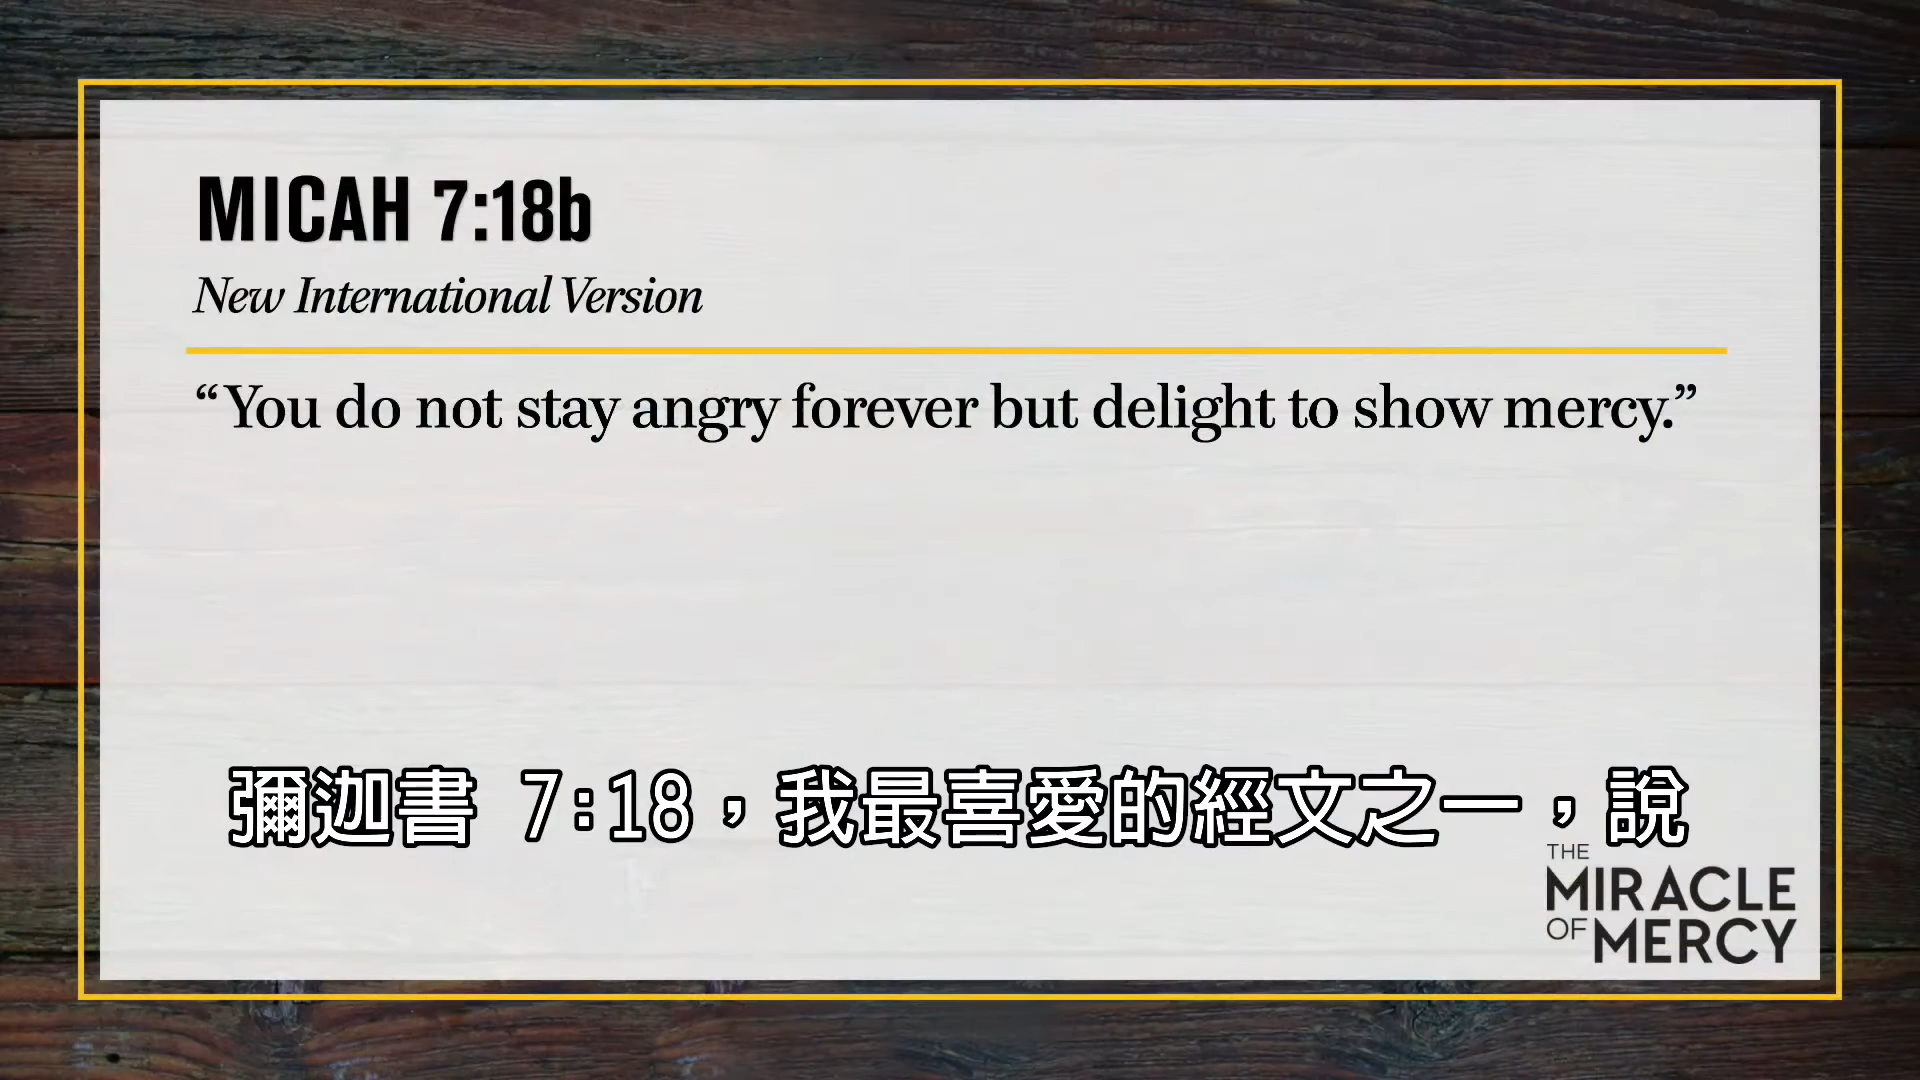 MICAH 7:18b
New International Version
“You do not stay angry forever but delight to show mercy.”
彌迦書 7:18，我最喜愛的經文之一，說
THE
MIRACLE
OF MERCY